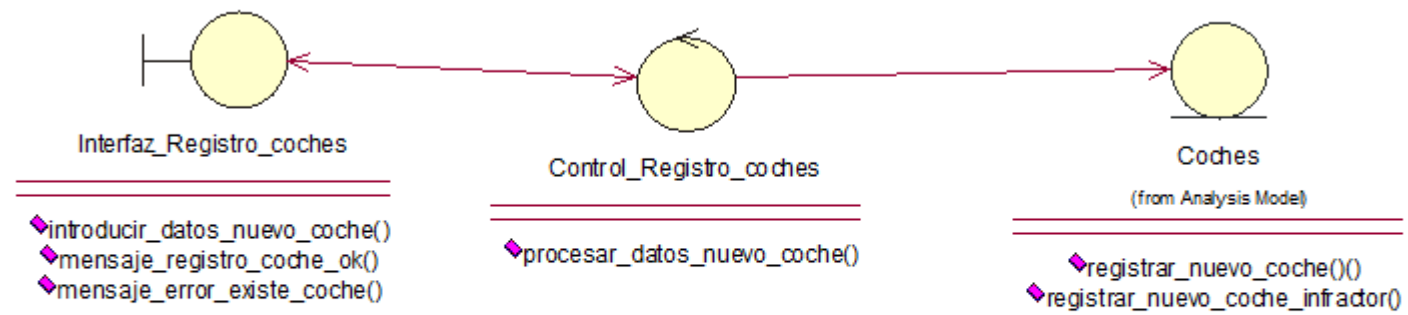 Interfaz_Registro_coches
introducir_datos_nuevo_coche()
mensaje_registro_coche_ok()
mensaje_error_existe_coche()
Control_Registro_coches
procesar_datos_nuevo_coche()
Coches
(from Analysis Model)
registrar_nuevo_coche()()
registrar_nuevo_coche_infractor()